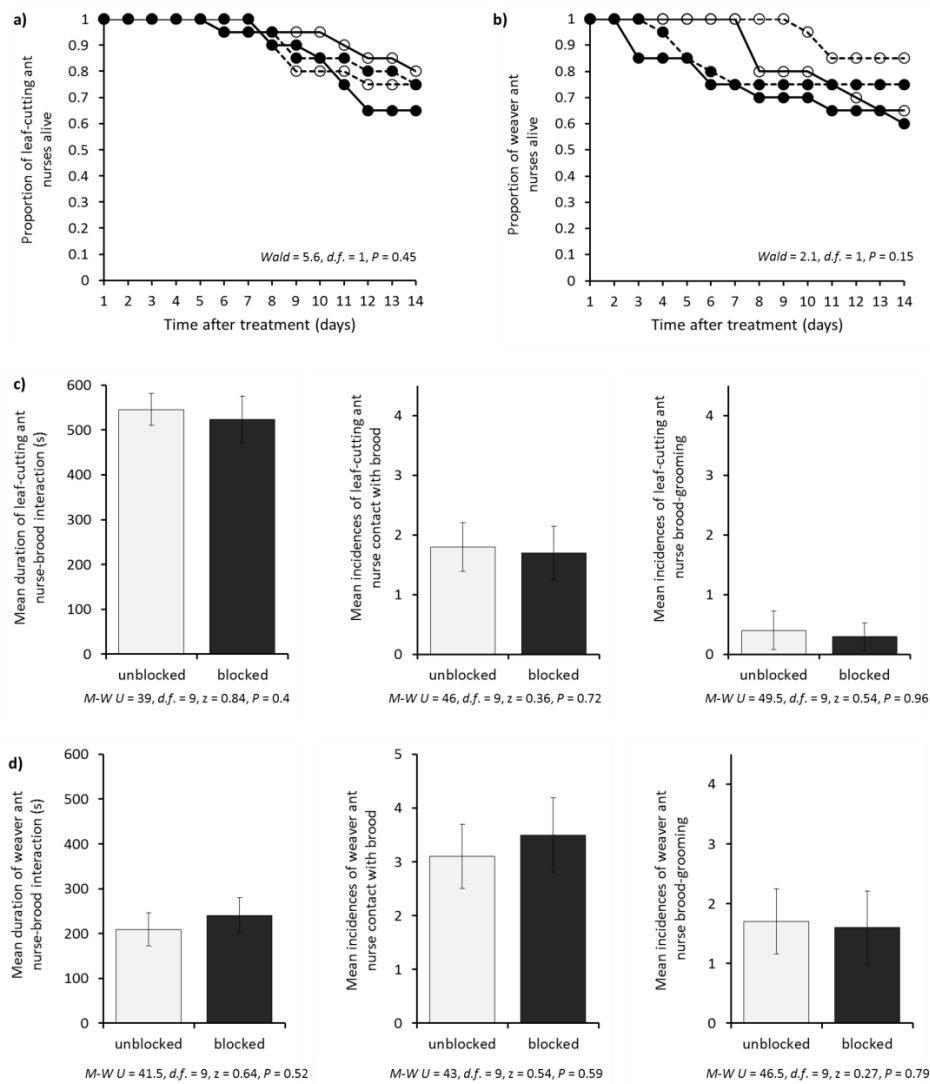 a)
Proportion of leaf-cutting ant
nurses alive
1
0.9
0.8
0.7
0.6
0.5
0.4
0.3
0.2
0.1
0
Wald = 5.6, d.f. = 1, P = 0.45
1 2 3 4 5 6 7 8 9 10 11 12 13 14
Time after treatment (days)
b)
Proportion of weaver ant
nurses alive
1
0.9
0.8
0.7
0.6
0.5
0.4
0.3
0.2
0.1
0
Wald = 2.1, d.f. = 1, P = 0.15
1 2 3 4 5 6 7 8 9 10 11 12 13 14
Time after treatment (days)
c)
Mean duration of leaf-cutting ant
nurse-brood interaction (s)
600
500
400
300
200
100
0
unblocked blocked
M-W U = 39, d.f. = 9, z = 0.84, P = 0.4
Mean incidences of leaf-cutting ant
nurse contact with brood
4
3
2
1
0
unblocked blocked
M-W U = 46, d.f. = 9, z = 0.36, P = 0.72
Mean incidences of leaf-cutting ant
nurse brood-grooming
4
3
2
1
0
unblocked blocked
M-W U = 49.5, d.f. = 9, z = 0.54, P = 0.96
d)
Mean duration of weaver ant
nurse-brood interaction (s)
600
500
400
300
200
100
0
unblocked blocked
M-W U = 41.5, d.f. = 9, z = 0.64, P = 0.52
Mean incidences of weaver ant
nurse contact with brood
5
4
3
2
1
0
unblocked blocked
M-W U = 43, d.f. = 9, z = 0.54, P = 0.59
Mean incidences of weaver ant
nurse brood-grooming
4
3
2
1
0
unblocked blocked
M-W U = 46.5, d.f. = 9, z = 0.27, P = 0.79